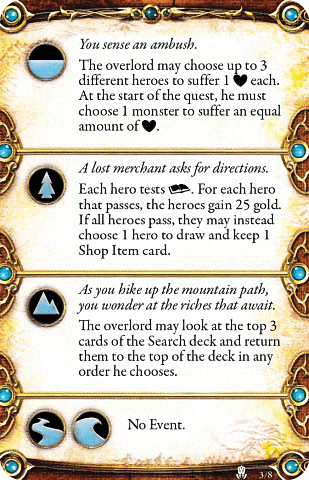 You sense an ambush.
The overlord may choose up to 3
different heroes to suffer 1 each.
At the start of the quest, he must
choose 1 monster to suffer an equal
amount of .
A lost merchant asks for directions.
Each hero tests . For each hero
that passes, the heroes gain 25 gold.
If all heroes pass, they may instead
choose 1 hero to draw and keep 1
Shop Item card.
As you hike up the mountain path,
you wonder at the riches that await.
The overlord may look at the top 3
cards of the Search deck and return
them to the top of the deck in any
order he chooses.
No Event.
3/8